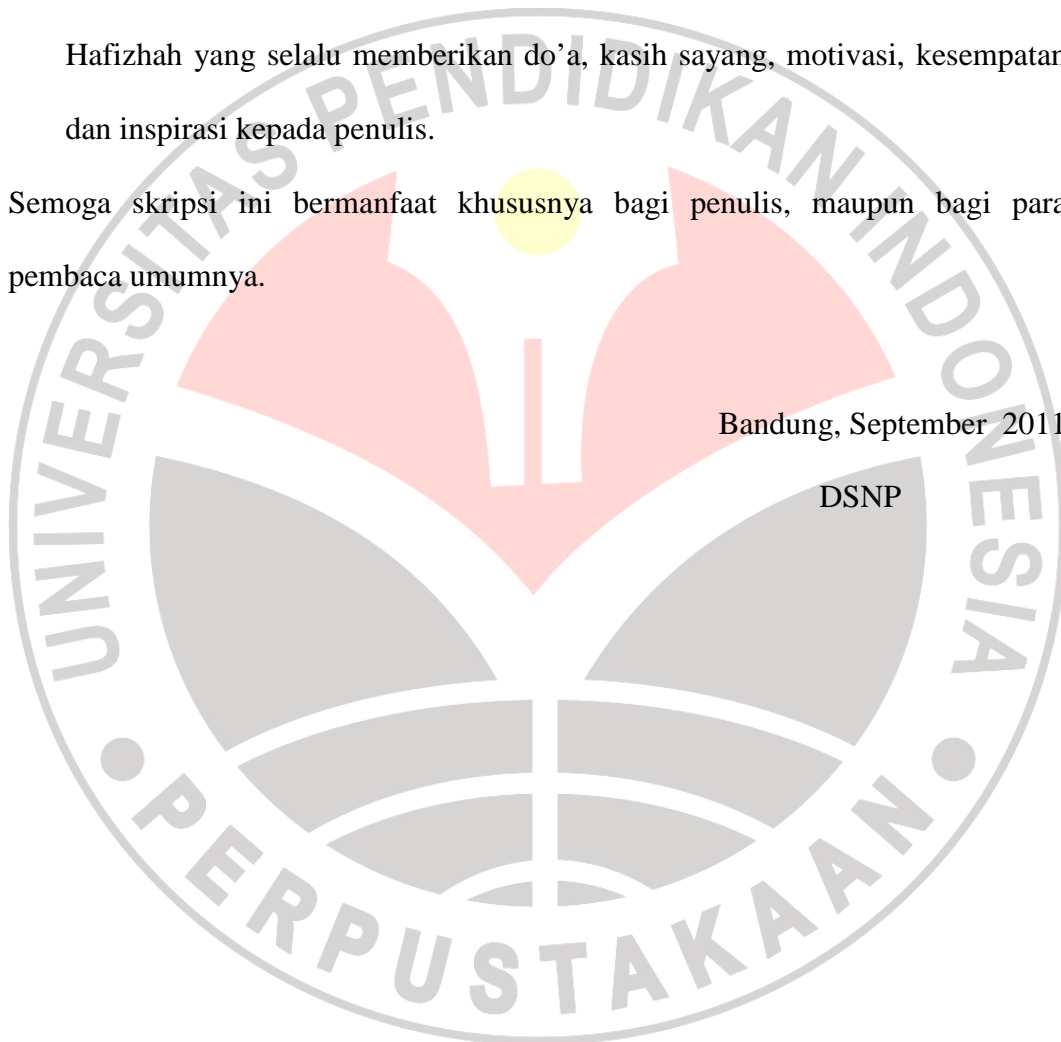 Hafizhah yang selalu memberikan do’a, kasih sayang, motivasi, kesempatan
dan inspirasi kepada penulis.
Semoga skripsi ini bermanfaat khususnya bagi penulis, maupun bagi para
pembaca umumnya.
Bandung, September 2011
DSNP
UNIVERSITAS PENDIDIKAN INDONESIA
PERPUSTAKAAN